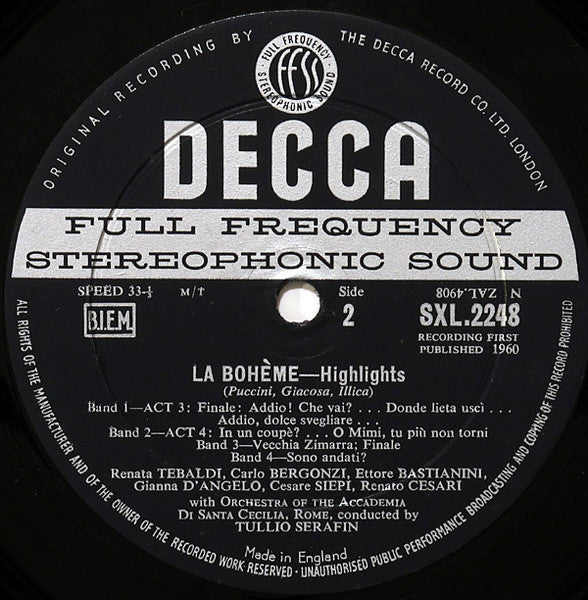 ORIGINAL RECORDING BY
THE DECCA RECORD CO. LTD. LONDON
FULL FREQUENCY
FFSS
STEREOPHONIC SOUND
DECCA
FULL FREQUENCY
STEREOPHONIC SOUND
SPEED 33-⅓ M/T
B.I.E.M.
Side
2
N ZAL.4908
SXL.2248
RECORDING FIRST
PUBLISHED 1960
LA BOHÈME—Highlights
(Puccini, Giacosa, Illica)
Band 1—ACT 3: Finale: Addio! Che vai? . . . Donde lieta uscì . . .
Addio, dolce svegliare . . .
Band 2—ACT 4: In un coupè? . . . O Mimi, tu più non torni
Band 3—Vecchia Zimarra; Finale
Band 4—Sono andati?
Renata TEBALDI, Carlo BERGONZI, Ettore BASTIANINI,
Gianna D'ANGELO, Cesare SIEPI, Renato CESARI
with ORCHESTRA OF THE ACCADEMIA
DI SANTA CECILIA, ROME, conducted by
TULLIO SERAFIN
Made in England
ALL RIGHTS OF THE MANUFACTURER AND OF THE OWNER OF THE RECORDED WORK RESERVED · UNAUTHORISED PUBLIC PERFORMANCE BROADCASTING AND COPYING OF THIS RECORD PROHIBITED